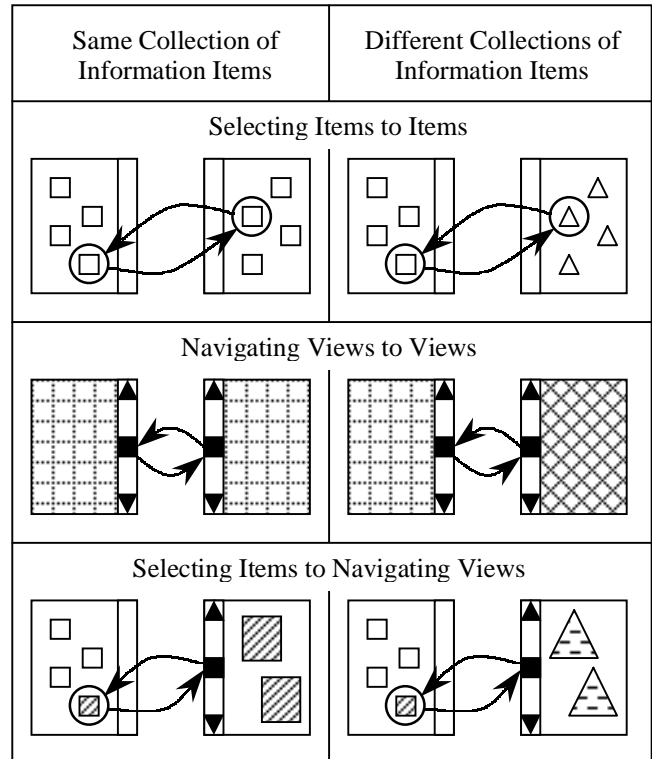 Same Collection of
Information Items
Different Collections of
Information Items
Selecting Items to Items
Navigating Views to Views
Selecting Items to Navigating Views